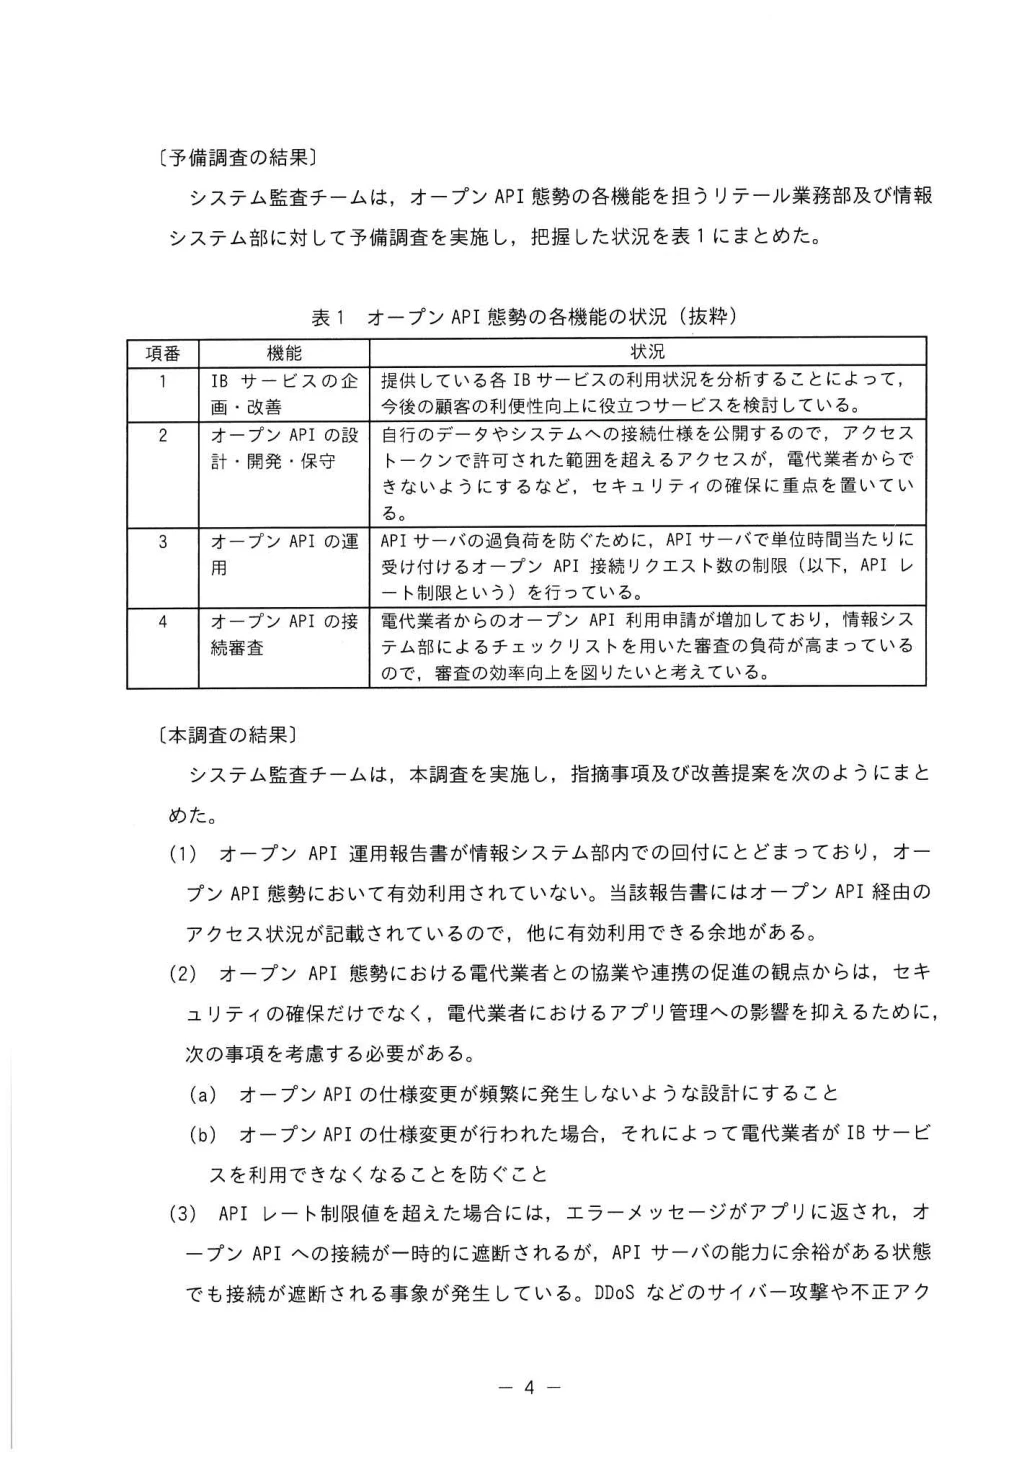 〔予備調査の結果〕
システム監査チームは，オープン API 態勢の各機能を担うリテール業務部及び情報
システム部に対して予備調査を実施し，把握した状況を表1にまとめた。
表1　オープン API 態勢の各機能の状況（抜粋）
項番 機能 状況
1 IB サービスの企画・改善 提供している各 IB サービスの利用状況を分析することによって，
今後の顧客の利便性向上に役立つサービスを検討している。
2 オープン API の設計・開発・保守 自行のデータやシステムへの接続仕様を公開するので，アクセス
トークンで許可された範囲を超えるアクセスが，電代業者からで
きないようにするなど，セキュリティの確保に重点を置いてい
る。
3 オープン API の運用 API サーバの過負荷を防ぐために，API サーバで単位時間当たりに
受け付けるオープン API 接続リクエスト数の制限（以下，API レ
ート制限という）を行っている。
4 オープン API の接続審査 電代業者からのオープン API 利用申請が増加しており，情報シス
テム部によるチェックリストを用いた審査の負荷が高まっている
ので，審査の効率向上を図りたいと考えている。
〔本調査の結果〕
システム監査チームは，本調査を実施し，指摘事項及び改善提案を次のようにまと
めた。
(1)　オープン API 運用報告書が情報システム部内での回付にとどまっており，オー
プン API 態勢において有効利用されていない。当該報告書にはオープン API 経由の
アクセス状況が記載されているので，他に有効利用できる余地がある。
(2)　オープン API 態勢における電代業者との協業や連携の促進の観点からは，セキ
ュリティの確保だけでなく，電代業者におけるアプリ管理への影響を抑えるために，
次の事項を考慮する必要がある。
(a)　オープン API の仕様変更が頻繁に発生しないような設計にすること
(b)　オープン API の仕様変更が行われた場合，それによって電代業者が IB サービ
スを利用できなくなることを防ぐこと
(3)　API レート制限値を超えた場合には，エラーメッセージがアプリに返され，オ
ープン API への接続が一時的に遮断されるが，API サーバの能力に余裕がある状態
でも接続が遮断される事象が発生している。DDoS などのサイバー攻撃や不正アク
－ 4 －